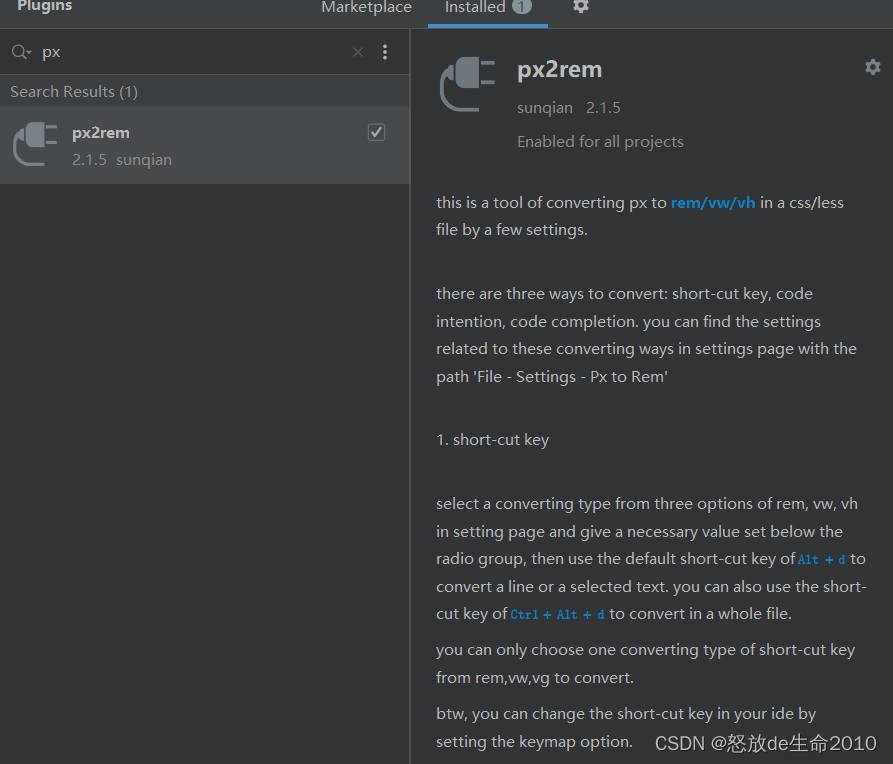 Plugins
Marketplace
Installed 1
px
Search Results (1)
px2rem
2.1.5 sunqian
px2rem
sunqian 2.1.5
Enabled for all projects
this is a tool of converting px to rem/vw/vh in a css/less
file by a few settings.
there are three ways to convert: short-cut key, code
intention, code completion. you can find the settings
related to these converting ways in settings page with the
path 'File - Settings - Px to Rem'
1. short-cut key
select a converting type from three options of rem, vw, vh
in setting page and give a necessary value set below the
radio group, then use the default short-cut key of Alt + d to
convert a line or a selected text. you can also use the short-
cut key of Ctrl + Alt + d to convert in a whole file.
you can only choose one converting type of short-cut key
from rem,vw,vg to convert.
btw, you can change the short-cut key in your ide by
setting the keymap option.
CSDN @怒放de生命2010